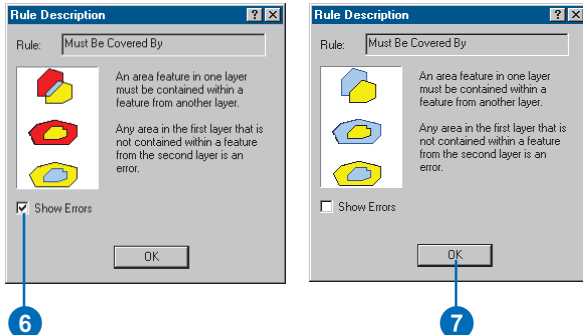 Rule Description
? X
Rule: Must Be Covered By
An area feature in one layer
must be contained within a
feature from another layer.
Any area in the first layer that is
not contained within a feature
from the second layer is an
error.
Show Errors
OK
6
Rule Description
? X
Rule: Must Be Covered By
An area feature in one layer
must be contained within a
feature from another layer.
Any area in the first layer that is
not contained within a feature
from the second layer is an
error.
Show Errors
OK
7